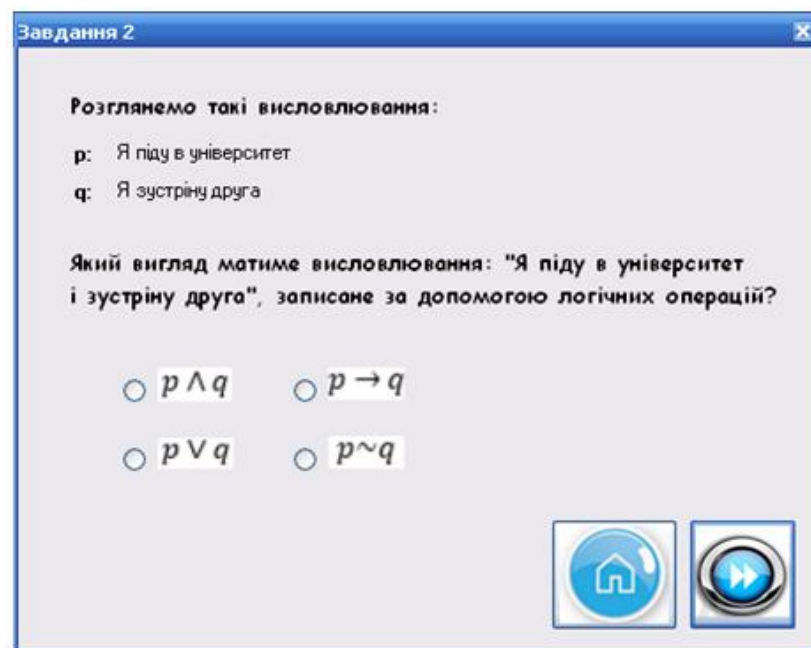 Завдання 2
Розглянемо такі висловлювання:
p: Я піду в університет
q: Я зустріну друга
Який вигляд матиме висловлювання: "Я піду в університет
і зустріну друга", записане за допомогою логічних операцій?
p ∧ q p → q
p ∨ q p~q